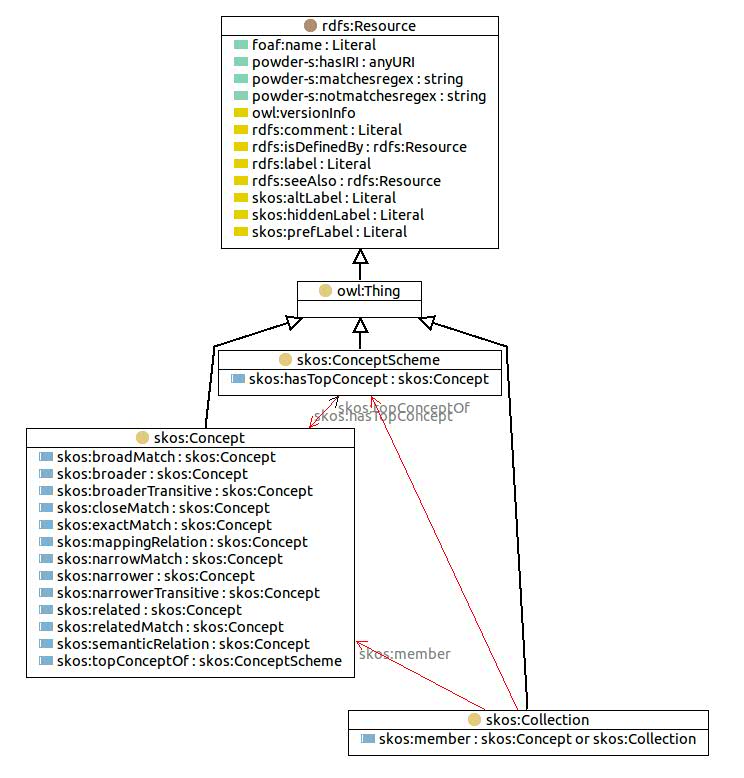 rdfs:Resource
foaf:name : Literal
powder-s:hasIRI : anyURI
powder-s:matchesregex : string
powder-s:notmatchesregex : string
owl:versionInfo
rdfs:comment : Literal
rdfs:isDefinedBy : rdfs:Resource
rdfs:label : Literal
rdfs:seeAlso : rdfs:Resource
skos:altLabel : Literal
skos:hiddenLabel : Literal
skos:prefLabel : Literal
owl:Thing
skos:ConceptScheme
skos:hasTopConcept : skos:Concept
skos:topConceptOf
skos:hasTopConcept
skos:Concept
skos:broadMatch : skos:Concept
skos:broader : skos:Concept
skos:broaderTransitive : skos:Concept
skos:closeMatch : skos:Concept
skos:exactMatch : skos:Concept
skos:mappingRelation : skos:Concept
skos:narrowMatch : skos:Concept
skos:narrower : skos:Concept
skos:narrowerTransitive : skos:Concept
skos:related : skos:Concept
skos:relatedMatch : skos:Concept
skos:semanticRelation : skos:Concept
skos:topConceptOf : skos:ConceptScheme
skos:member
skos:Collection
skos:member : skos:Concept or skos:Collection